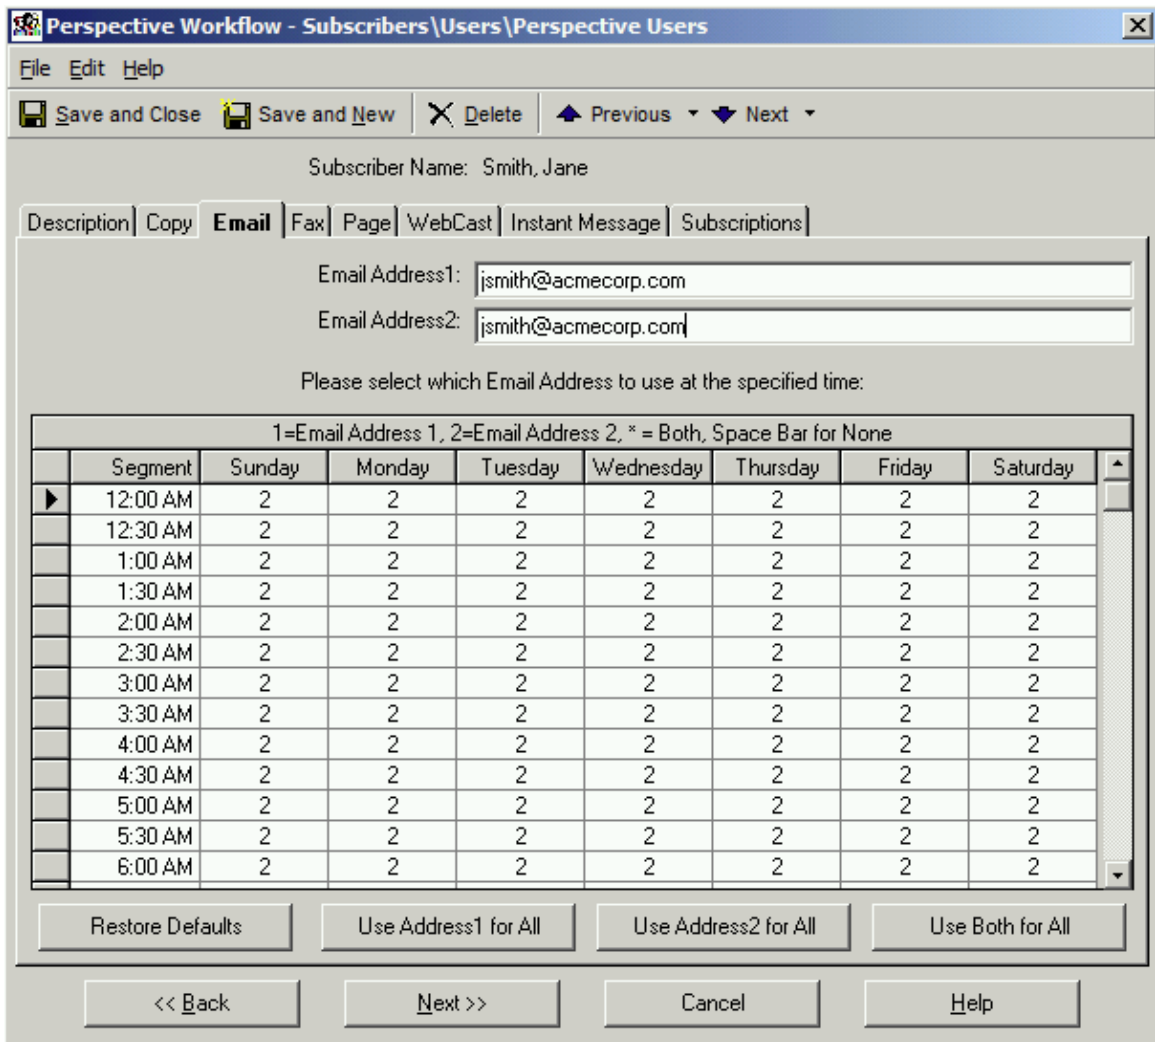 Perspective Workflow - Subscribers\Users\Perspective Users
File Edit Help
Save and Close Save and New Delete Previous Next
Subscriber Name: Smith, Jane
Description Copy Email Fax Page WebCast Instant Message Subscriptions
Email Address1: jsmith@acmecorp.com
Email Address2: jsmith@acmecorp.com
Please select which Email Address to use at the specified time:
1=Email Address 1, 2=Email Address 2, * = Both, Space Bar for None
Segment Sunday Monday Tuesday Wednesday Thursday Friday Saturday
12:00 AM 2 2 2 2 2 2 2
12:30 AM 2 2 2 2 2 2 2
1:00 AM 2 2 2 2 2 2 2
1:30 AM 2 2 2 2 2 2 2
2:00 AM 2 2 2 2 2 2 2
2:30 AM 2 2 2 2 2 2 2
3:00 AM 2 2 2 2 2 2 2
3:30 AM 2 2 2 2 2 2 2
4:00 AM 2 2 2 2 2 2 2
4:30 AM 2 2 2 2 2 2 2
5:00 AM 2 2 2 2 2 2 2
5:30 AM 2 2 2 2 2 2 2
6:00 AM 2 2 2 2 2 2 2
Restore Defaults Use Address1 for All Use Address2 for All Use Both for All
<< Back Next >> Cancel Help